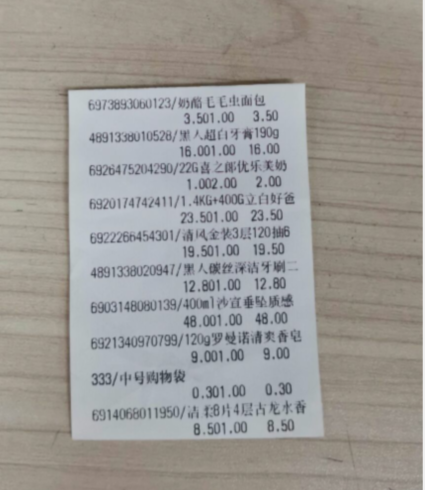 6973893060123/奶酪毛毛虫面包
3.501.00 3.50
4891338010528/黑人超白牙膏190g
16.001.00 16.00
6926475204290/22G喜之郎优乐美奶
1.002.00 2.00
6920174742411/1.4KG+400G立白好爸
23.501.00 23.50
6922266454301/清风金装3层120抽6
19.501.00 19.50
4891338020947/黑人碳丝深洁牙刷二
12.801.00 12.80
6903148080139/400ml沙宣垂坠质感
48.001.00 48.00
6921340970799/120g罗曼诺清爽香皂
9.001.00 9.00
333/中号购物袋
0.301.00 0.30
6914068011950/洁柔8片4层古龙水香
8.501.00 8.50